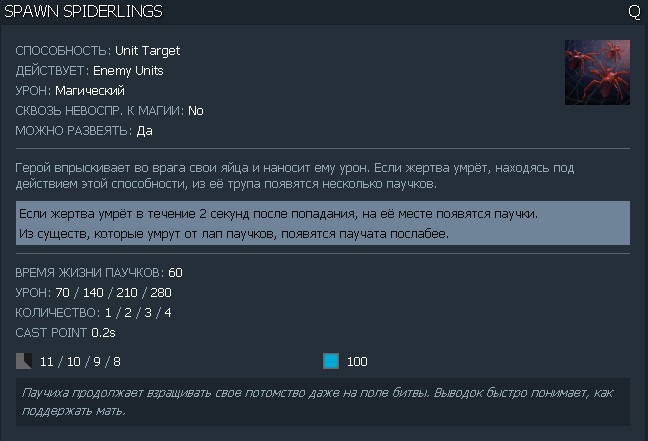 SPAWN SPIDERLINGS Q
СПОСОБНОСТЬ: Unit Target
ДЕЙСТВУЕТ: Enemy Units
УРОН: Магический
СКВОЗЬ НЕВОСПР. К МАГИИ: No
МОЖНО РАЗВЕЯТЬ: Да
Герой впрыскивает во врага свои яйца и наносит ему урон. Если жертва умрёт, находясь под
действием этой способности, из её трупа появятся несколько паучков.
Если жертва умрёт в течение 2 секунд после попадания, на её месте появятся паучки.
Из существ, которые умрут от лап паучков, появятся паучата послабее.
ВРЕМЯ ЖИЗНИ ПАУЧКОВ: 60
УРОН: 70 / 140 / 210 / 280
КОЛИЧЕСТВО: 1 / 2 / 3 / 4
CAST POINT 0.2s
11 / 10 / 9 / 8 100
Паучиха продолжает взращивать свое потомство даже на поле битвы. Выводок быстро понимает, как
поддержать мать.